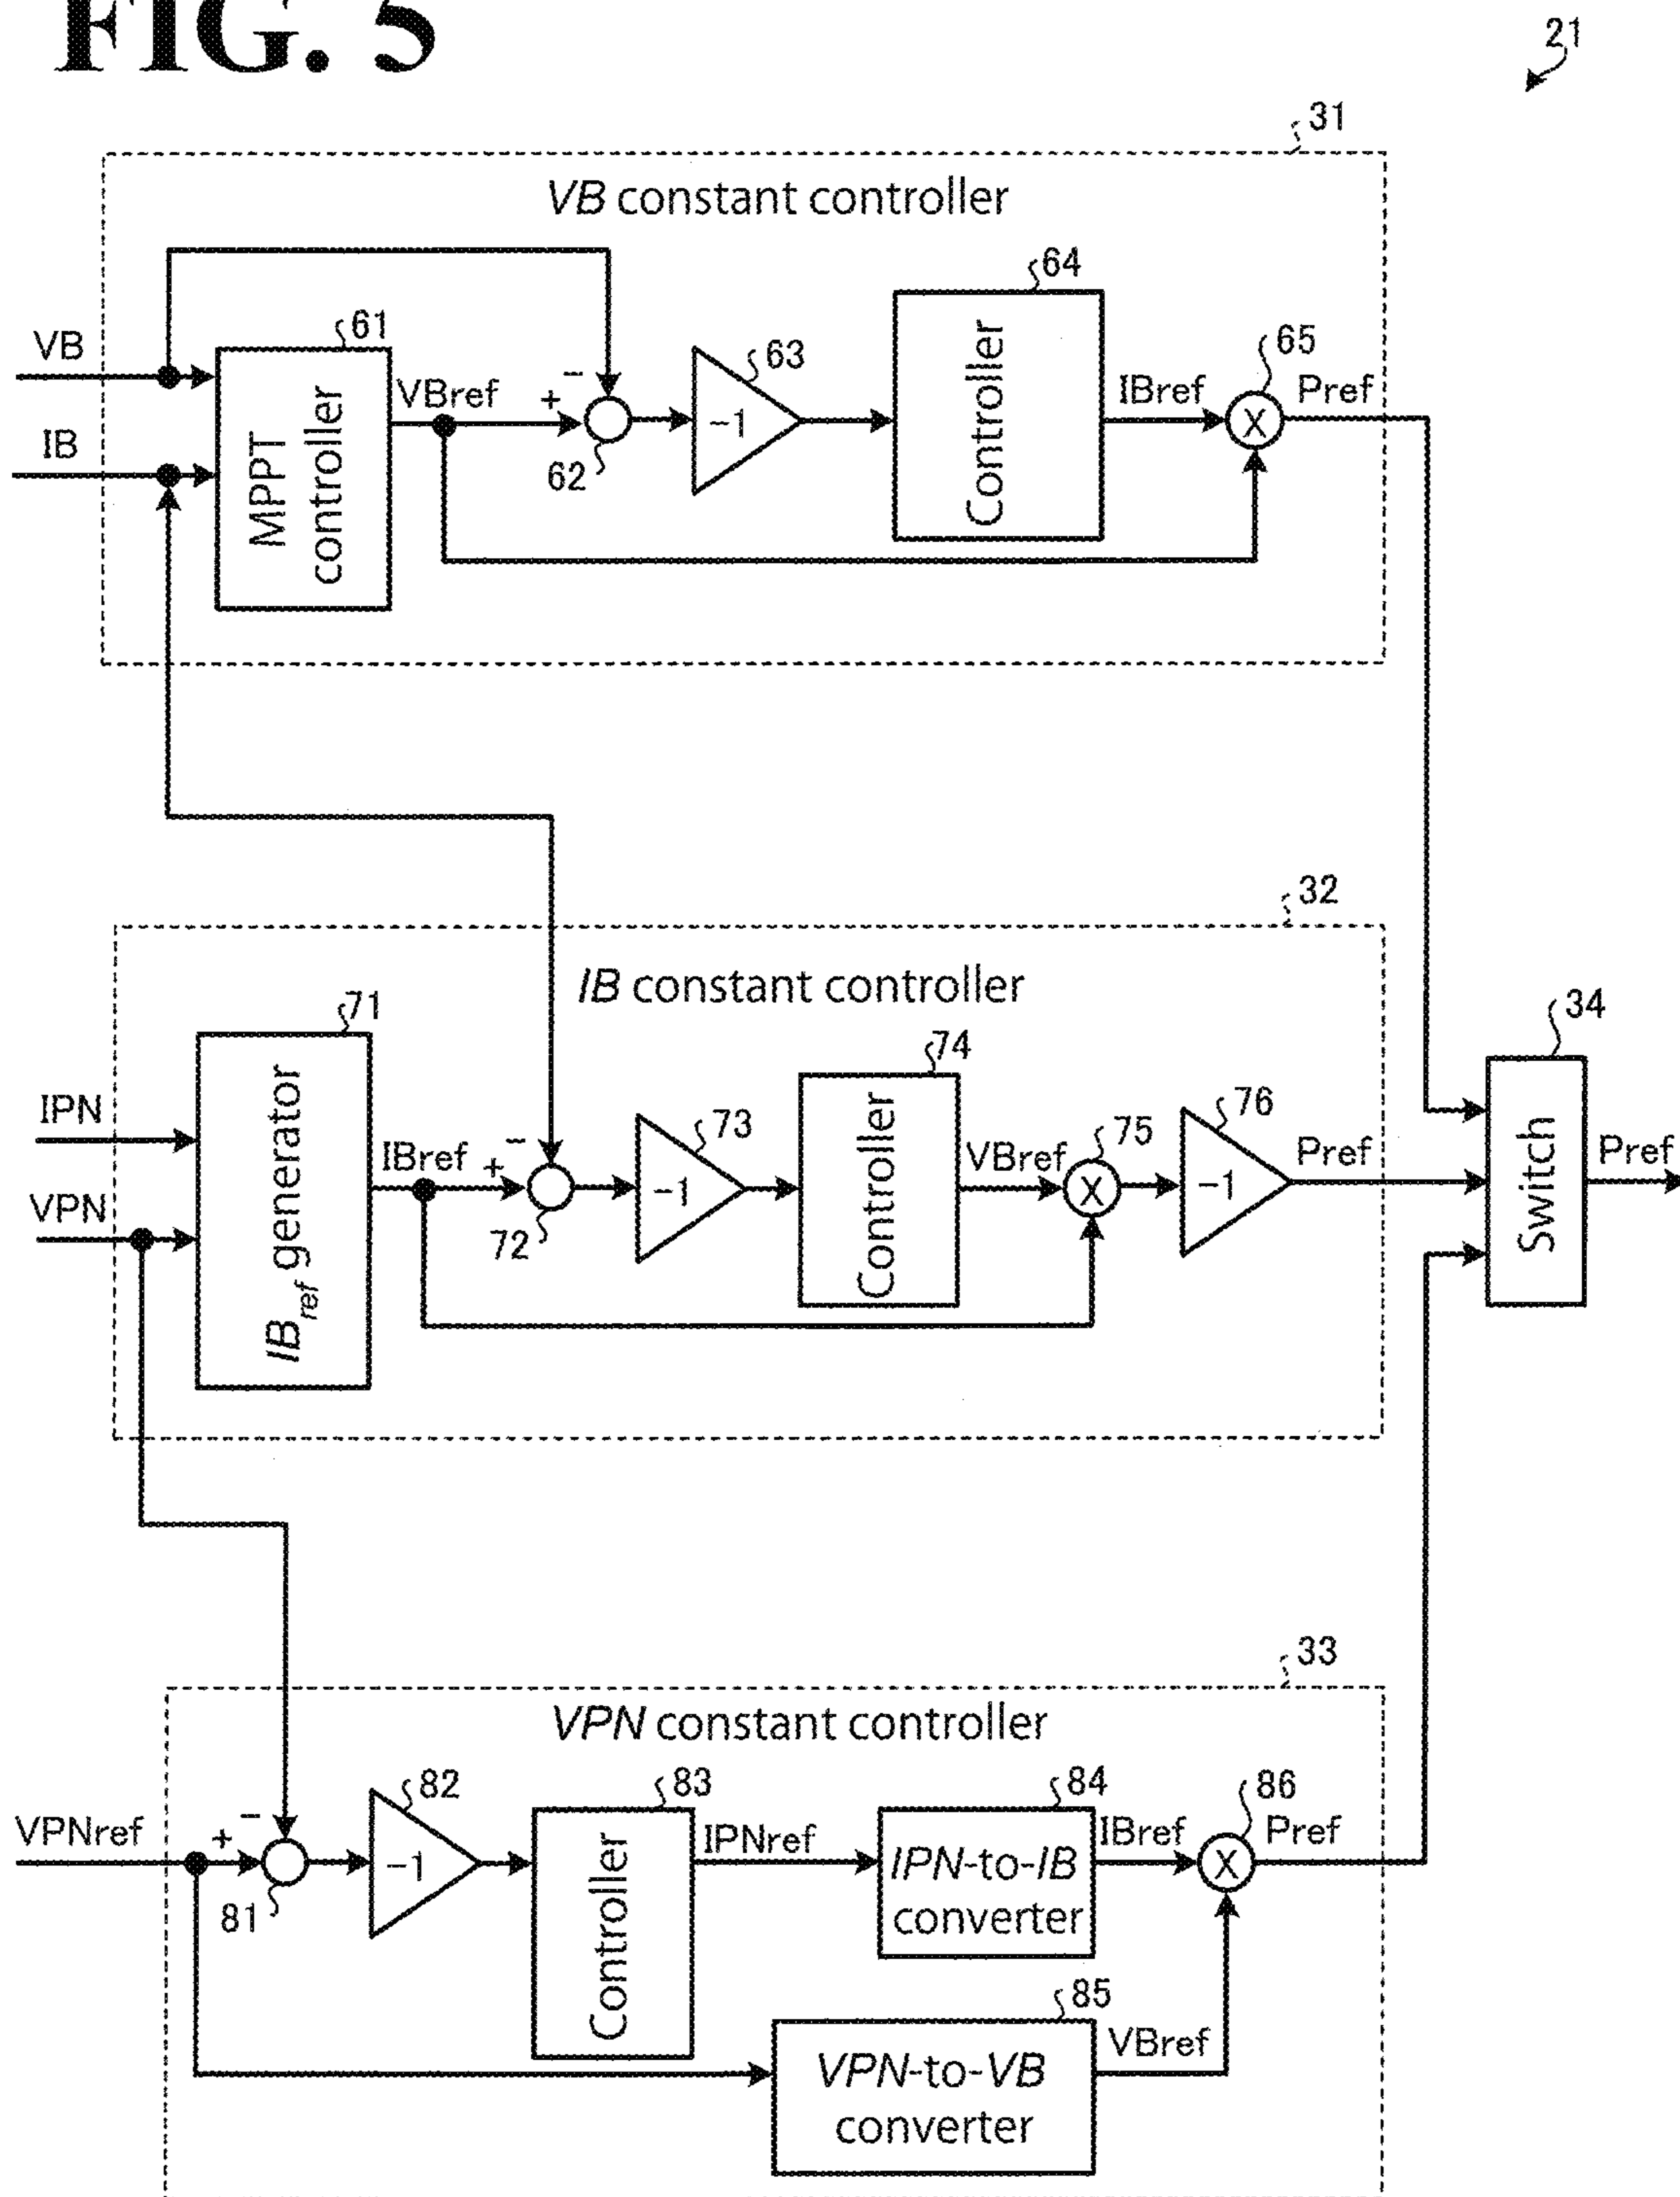 FIG. 5
21
31
VB constant controller
64
61
63
65
VB
VBref
+
-
-1
Controller
IBref
X
Pref
IB
62
MPPT
controller
32
IB constant controller
71
34
74
76
73
75
IPN
IBref
+
-
-1
Controller
VBref
X
-1
Pref
Switch
Pref
VPN
72
IBref generator
33
VPN constant controller
82
83
84
86
VPNref
+
-
-1
Controller
IPNref
IPN-to-IB
converter
IBref
X
Pref
81
85
VPN-to-VB
converter
VBref